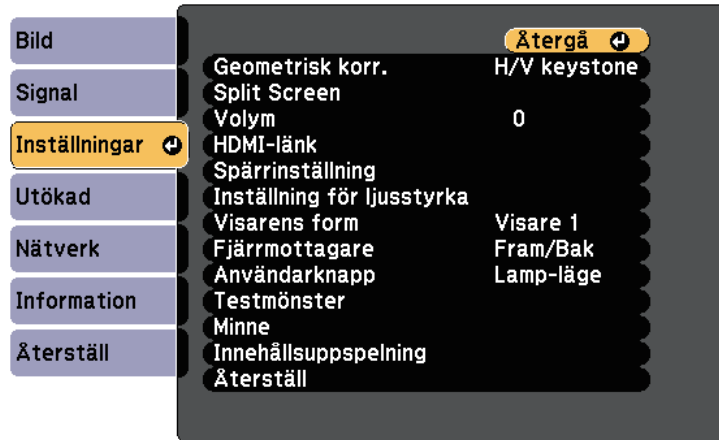 Bild
Signal
Inställningar
Utökad
Nätverk
Information
Återställ
Återgå
Geometrisk korr. H/V keystone
Split Screen
Volym 0
HDMI-länk
Spärrinställning
Inställning för ljusstyrka
Visarens form Visare 1
Fjärrmottagare Fram/Bak
Användarknapp Lamp-läge
Testmönster
Minne
Innehållsuppspelning
Återställ